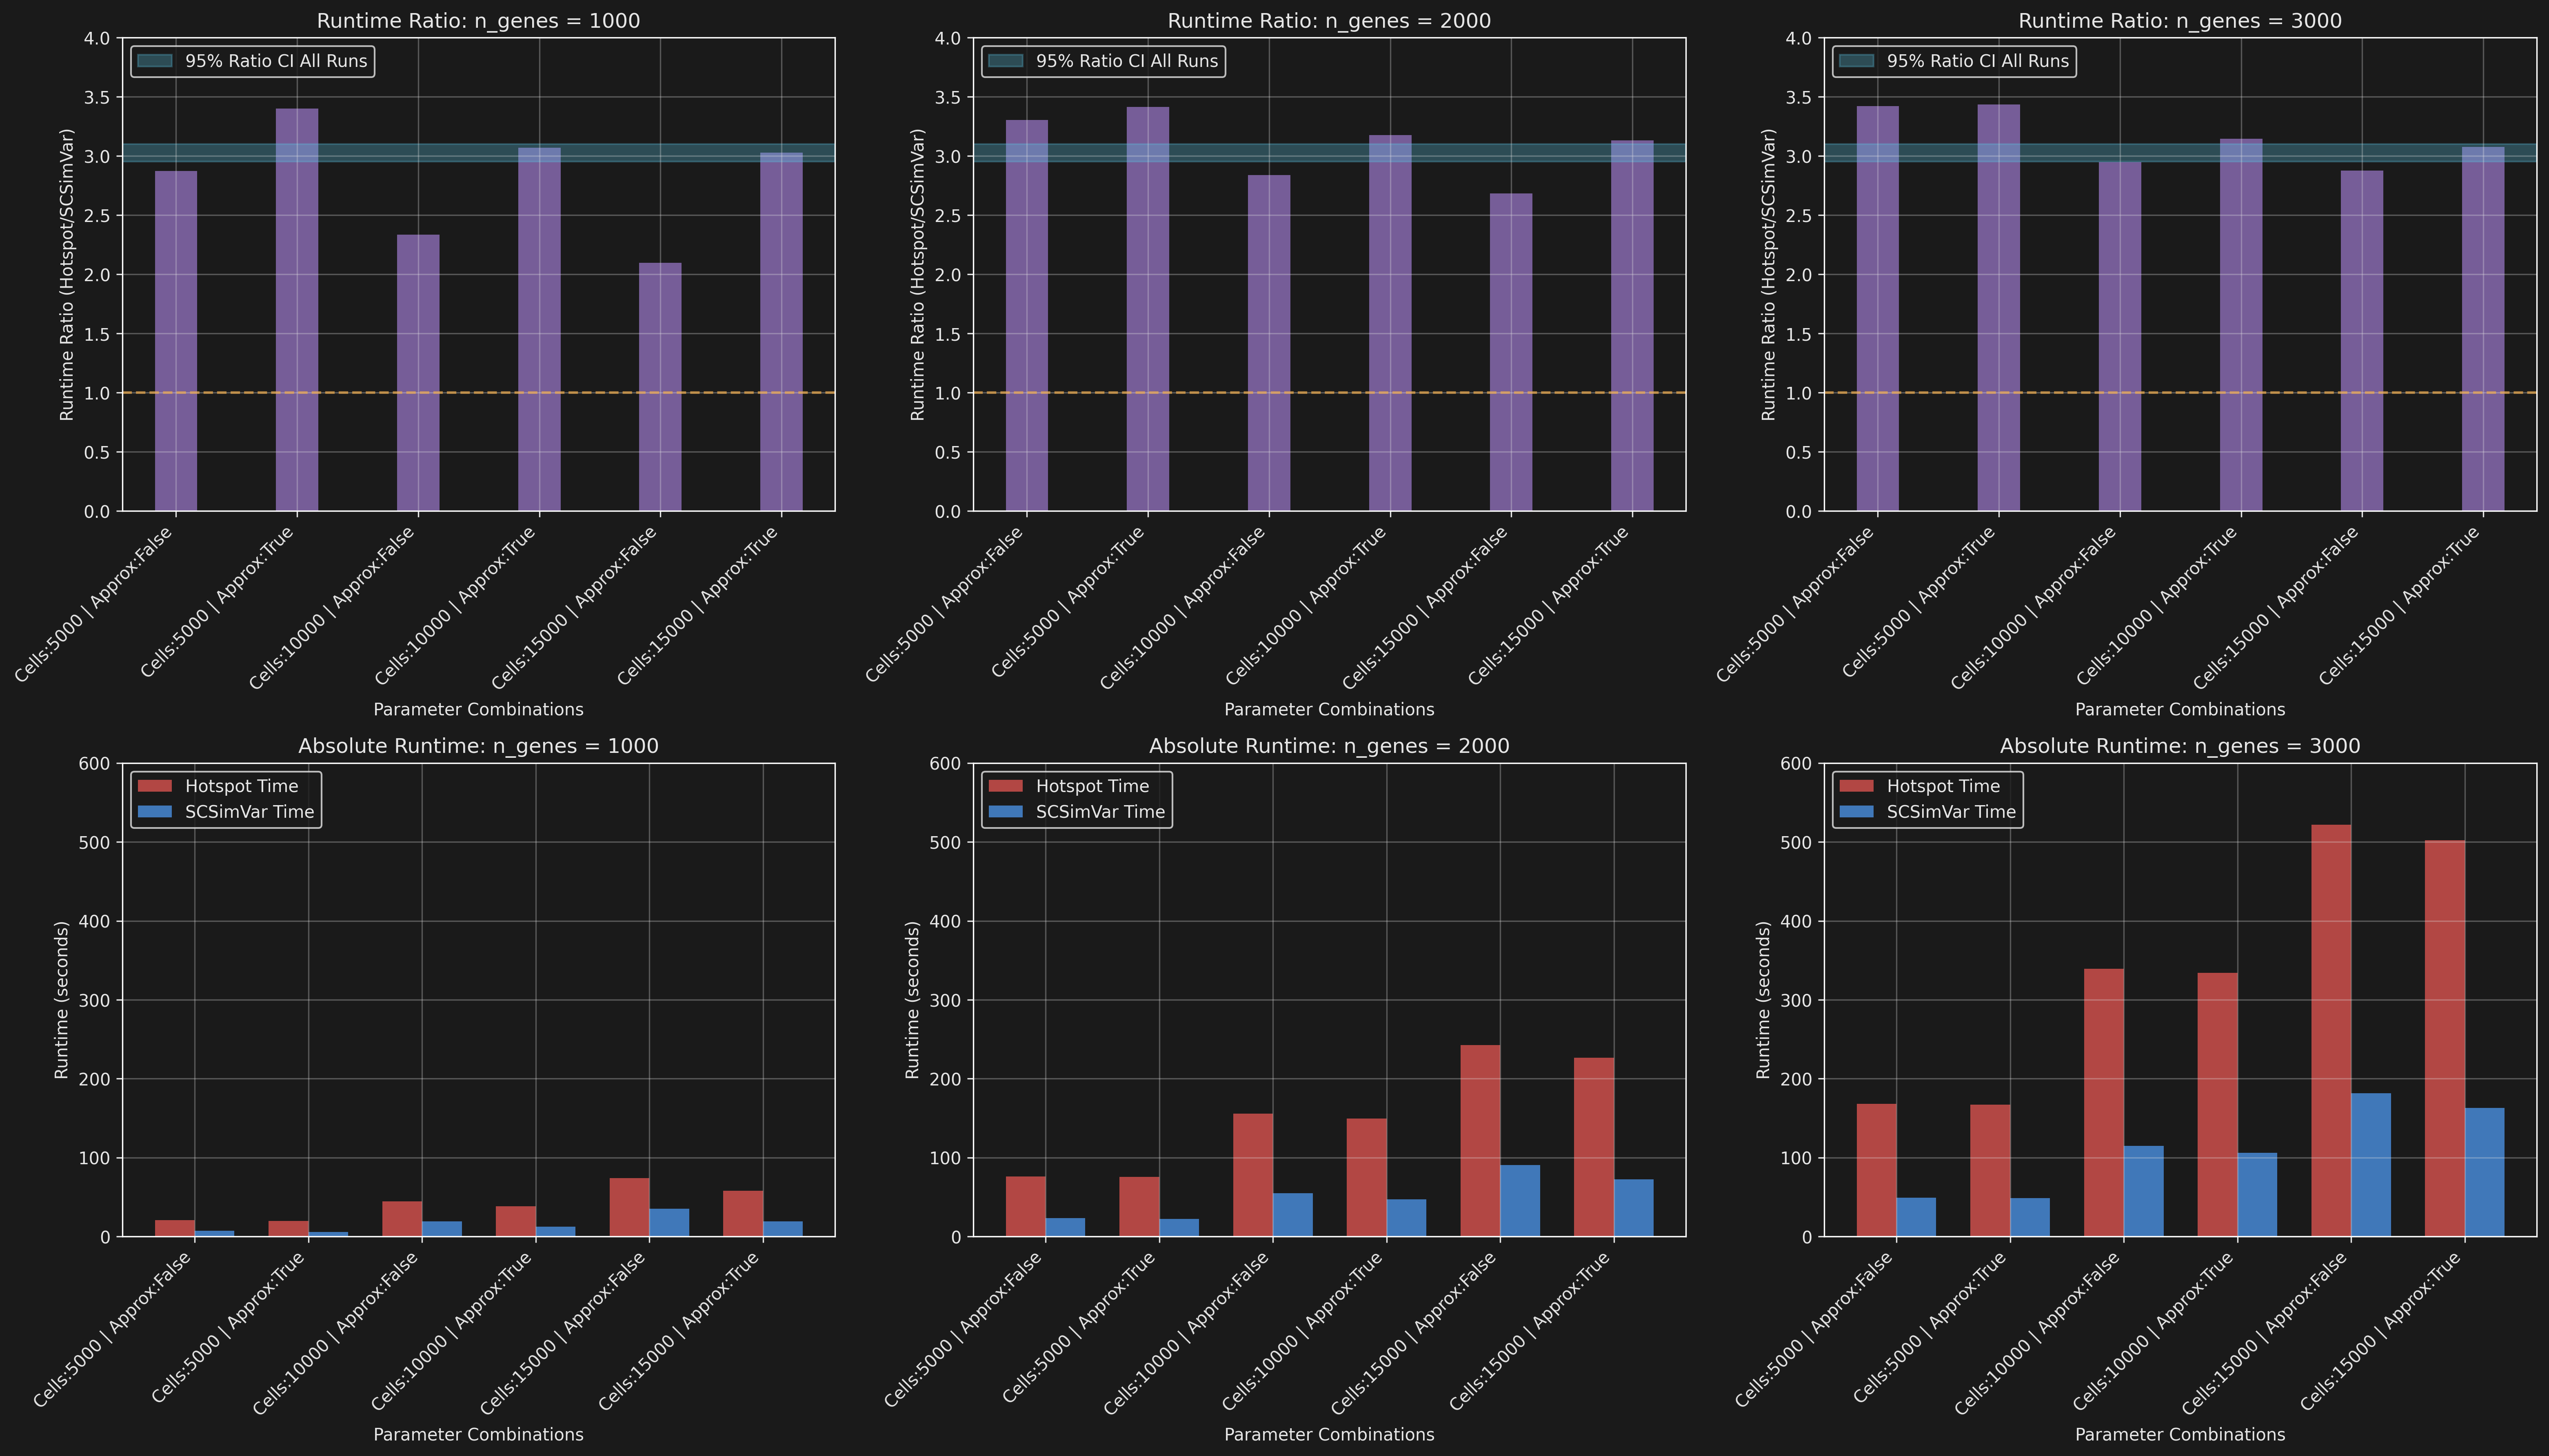 Runtime Ratio: n_genes = 1000
95% Ratio CI All Runs
Runtime Ratio (Hotspot/SCSimVar)
4.0
3.5
3.0
2.5
2.0
1.5
1.0
0.5
0.0
Cells:5000 | Approx:False
Cells:5000 | Approx:True
Cells:10000 | Approx:False
Cells:10000 | Approx:True
Cells:15000 | Approx:False
Cells:15000 | Approx:True
Parameter Combinations
Runtime Ratio: n_genes = 2000
95% Ratio CI All Runs
Runtime Ratio (Hotspot/SCSimVar)
4.0
3.5
3.0
2.5
2.0
1.5
1.0
0.5
0.0
Cells:5000 | Approx:False
Cells:5000 | Approx:True
Cells:10000 | Approx:False
Cells:10000 | Approx:True
Cells:15000 | Approx:False
Cells:15000 | Approx:True
Parameter Combinations
Runtime Ratio: n_genes = 3000
95% Ratio CI All Runs
Runtime Ratio (Hotspot/SCSimVar)
4.0
3.5
3.0
2.5
2.0
1.5
1.0
0.5
0.0
Cells:5000 | Approx:False
Cells:5000 | Approx:True
Cells:10000 | Approx:False
Cells:10000 | Approx:True
Cells:15000 | Approx:False
Cells:15000 | Approx:True
Parameter Combinations
Absolute Runtime: n_genes = 1000
Hotspot Time
SCSimVar Time
Runtime (seconds)
600
500
400
300
200
100
0
Cells:5000 | Approx:False
Cells:5000 | Approx:True
Cells:10000 | Approx:False
Cells:10000 | Approx:True
Cells:15000 | Approx:False
Cells:15000 | Approx:True
Parameter Combinations
Absolute Runtime: n_genes = 2000
Hotspot Time
SCSimVar Time
Runtime (seconds)
600
500
400
300
200
100
0
Cells:5000 | Approx:False
Cells:5000 | Approx:True
Cells:10000 | Approx:False
Cells:10000 | Approx:True
Cells:15000 | Approx:False
Cells:15000 | Approx:True
Parameter Combinations
Absolute Runtime: n_genes = 3000
Hotspot Time
SCSimVar Time
Runtime (seconds)
600
500
400
300
200
100
0
Cells:5000 | Approx:False
Cells:5000 | Approx:True
Cells:10000 | Approx:False
Cells:10000 | Approx:True
Cells:15000 | Approx:False
Cells:15000 | Approx:True
Parameter Combinations